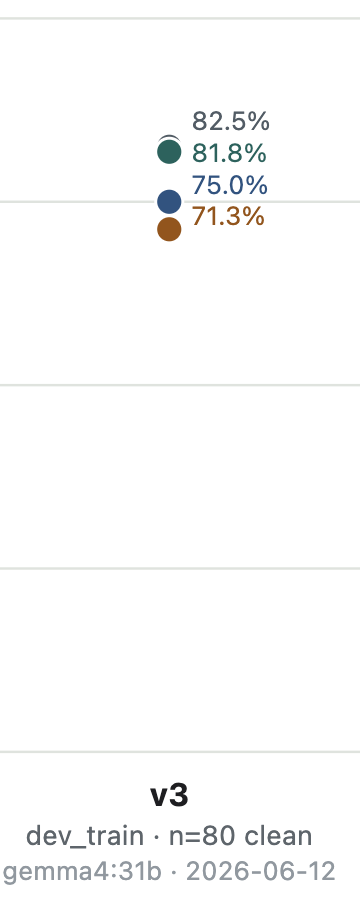 82.5%
81.8%
75.0%
71.3%
v3
dev_train · n=80 clean
gemma4:31b · 2026-06-12